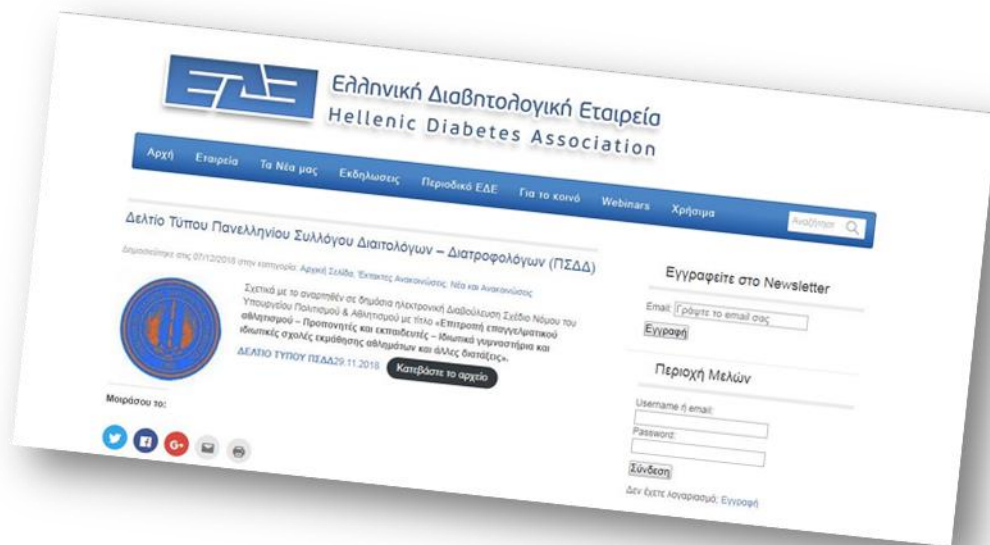 ΕΔΕ
Ελληνική Διαβητολογική Εταιρεία
Hellenic Diabetes Association
Αρχή Εταιρεία Τα Νέα μας Εκδηλωσεις Περιοδικό ΕΔΕ Για το κοινό Webinars Χρήσιμα Αναζήτηση
Δελτίο Τύπου Πανελληνίου Συλλόγου Διαιτολόγων – Διατροφολόγων (ΠΣΔΔ)
Δημοσιεύτηκε στις 07/12/2018 στην κατηγορία: Αρχική Σελίδα, Έκτακτες Ανακοινώσεις, Νέα και Ανακοινώσεις
Σχετικά με το αναρτηθέν σε δημόσια ηλεκτρονική Διαβούλευση Σχέδιο Νόμου του
Υπουργείου Πολιτισμού & Αθλητισμού με τίτλο «Επιτροπή επαγγελματικού
αθλητισμού – Προπονητές και εκπαιδευτές – Ιδιωτικά γυμναστήρια και
ιδιωτικές σχολές εκμάθησης αθλημάτων και άλλες διατάξεις».
ΔΕΛΤΙΟ ΤΥΠΟΥ ΠΣΔΔ29.11.2018 Κατεβάστε το αρχείο
Μοιράσου το:
G+
Εγγραφείτε στο Newsletter
Email: Γράψτε το email σας
Εγγραφή
Περιοχή Μελών
Username ή email:
Password:
Σύνδεση
Δεν έχετε λογαριασμό; Εγγραφή